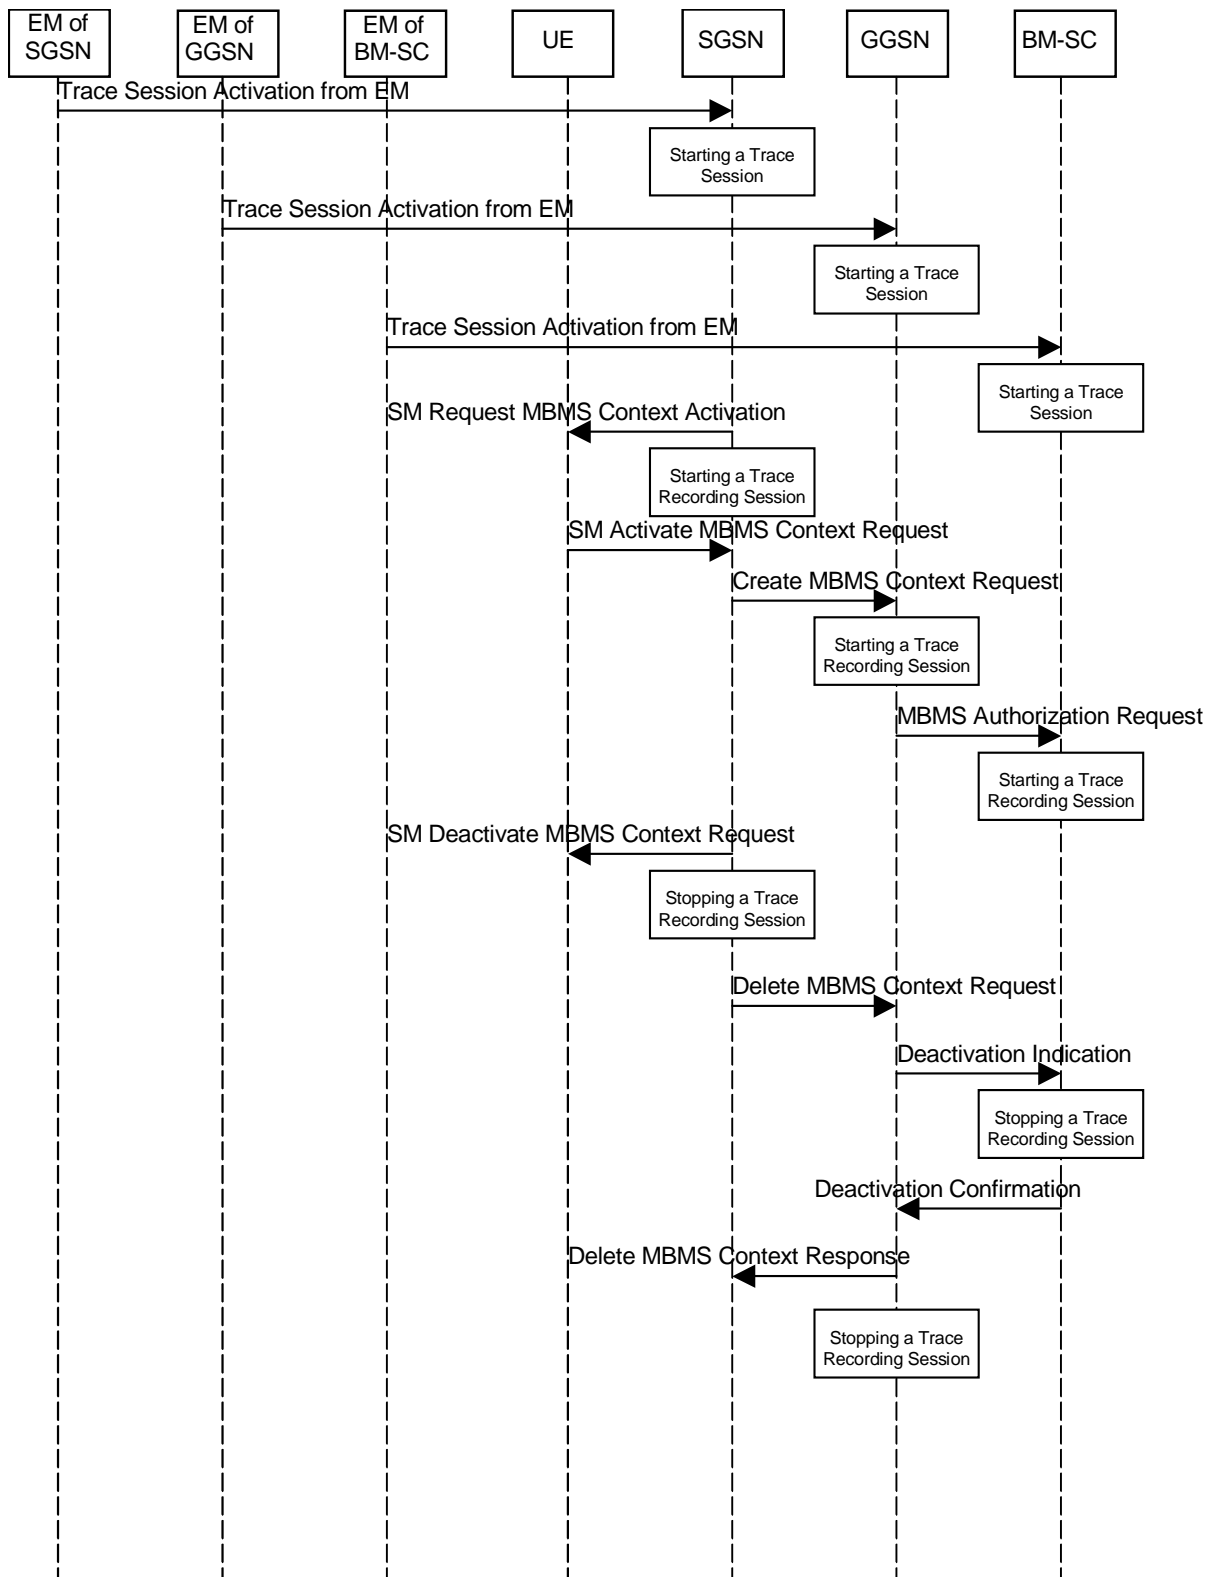 EM of
SGSN
EM of
GGSN
EM of
BM-SC
UE
SGSN
GGSN
BM-SC
Trace Session Activation from EM
Starting a Trace
Session
Trace Session Activation from EM
Starting a Trace
Session
Trace Session Activation from EM
Starting a Trace
Session
SM Request MBMS Context Activation
Starting a Trace
Recording Session
SM Activate MBMS Context Request
Create MBMS Context Request
Starting a Trace
Recording Session
MBMS Authorization Request
Starting a Trace
Recording Session
SM Deactivate MBMS Context Request
Stopping a Trace
Recording Session
Delete MBMS Context Request
Deactivation Indication
Stopping a Trace
Recording Session
Deactivation Confirmation
Delete MBMS Context Response
Stopping a Trace
Recording Session